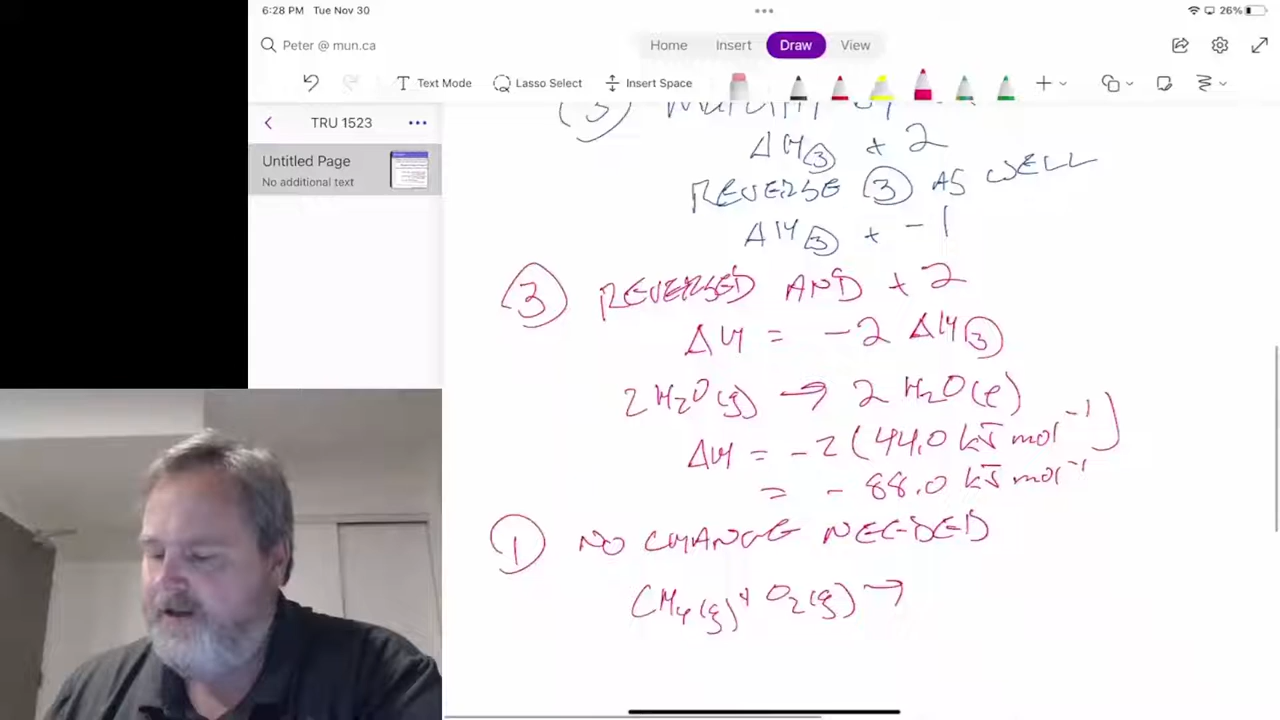 6:28 PM Tue Nov 30
26%
Peter @ mun.ca
Home Insert Draw View
Text Mode Lasso Select Insert Space
TRU 1523
Untitled Page
No additional text
(3)
ΔH③ × 2
REVERSE ③ AS WELL
ΔH③ × -1
③ REVERSED AND × 2
ΔH = -2 ΔH③
2 H₂O(g) → 2 H₂O(ℓ)
ΔH = -2 (44.0 kJ mol⁻¹)
= -88.0 kJ mol⁻¹
① NO CHANGE NEEDED
CH₄(g) + O₂(g) →